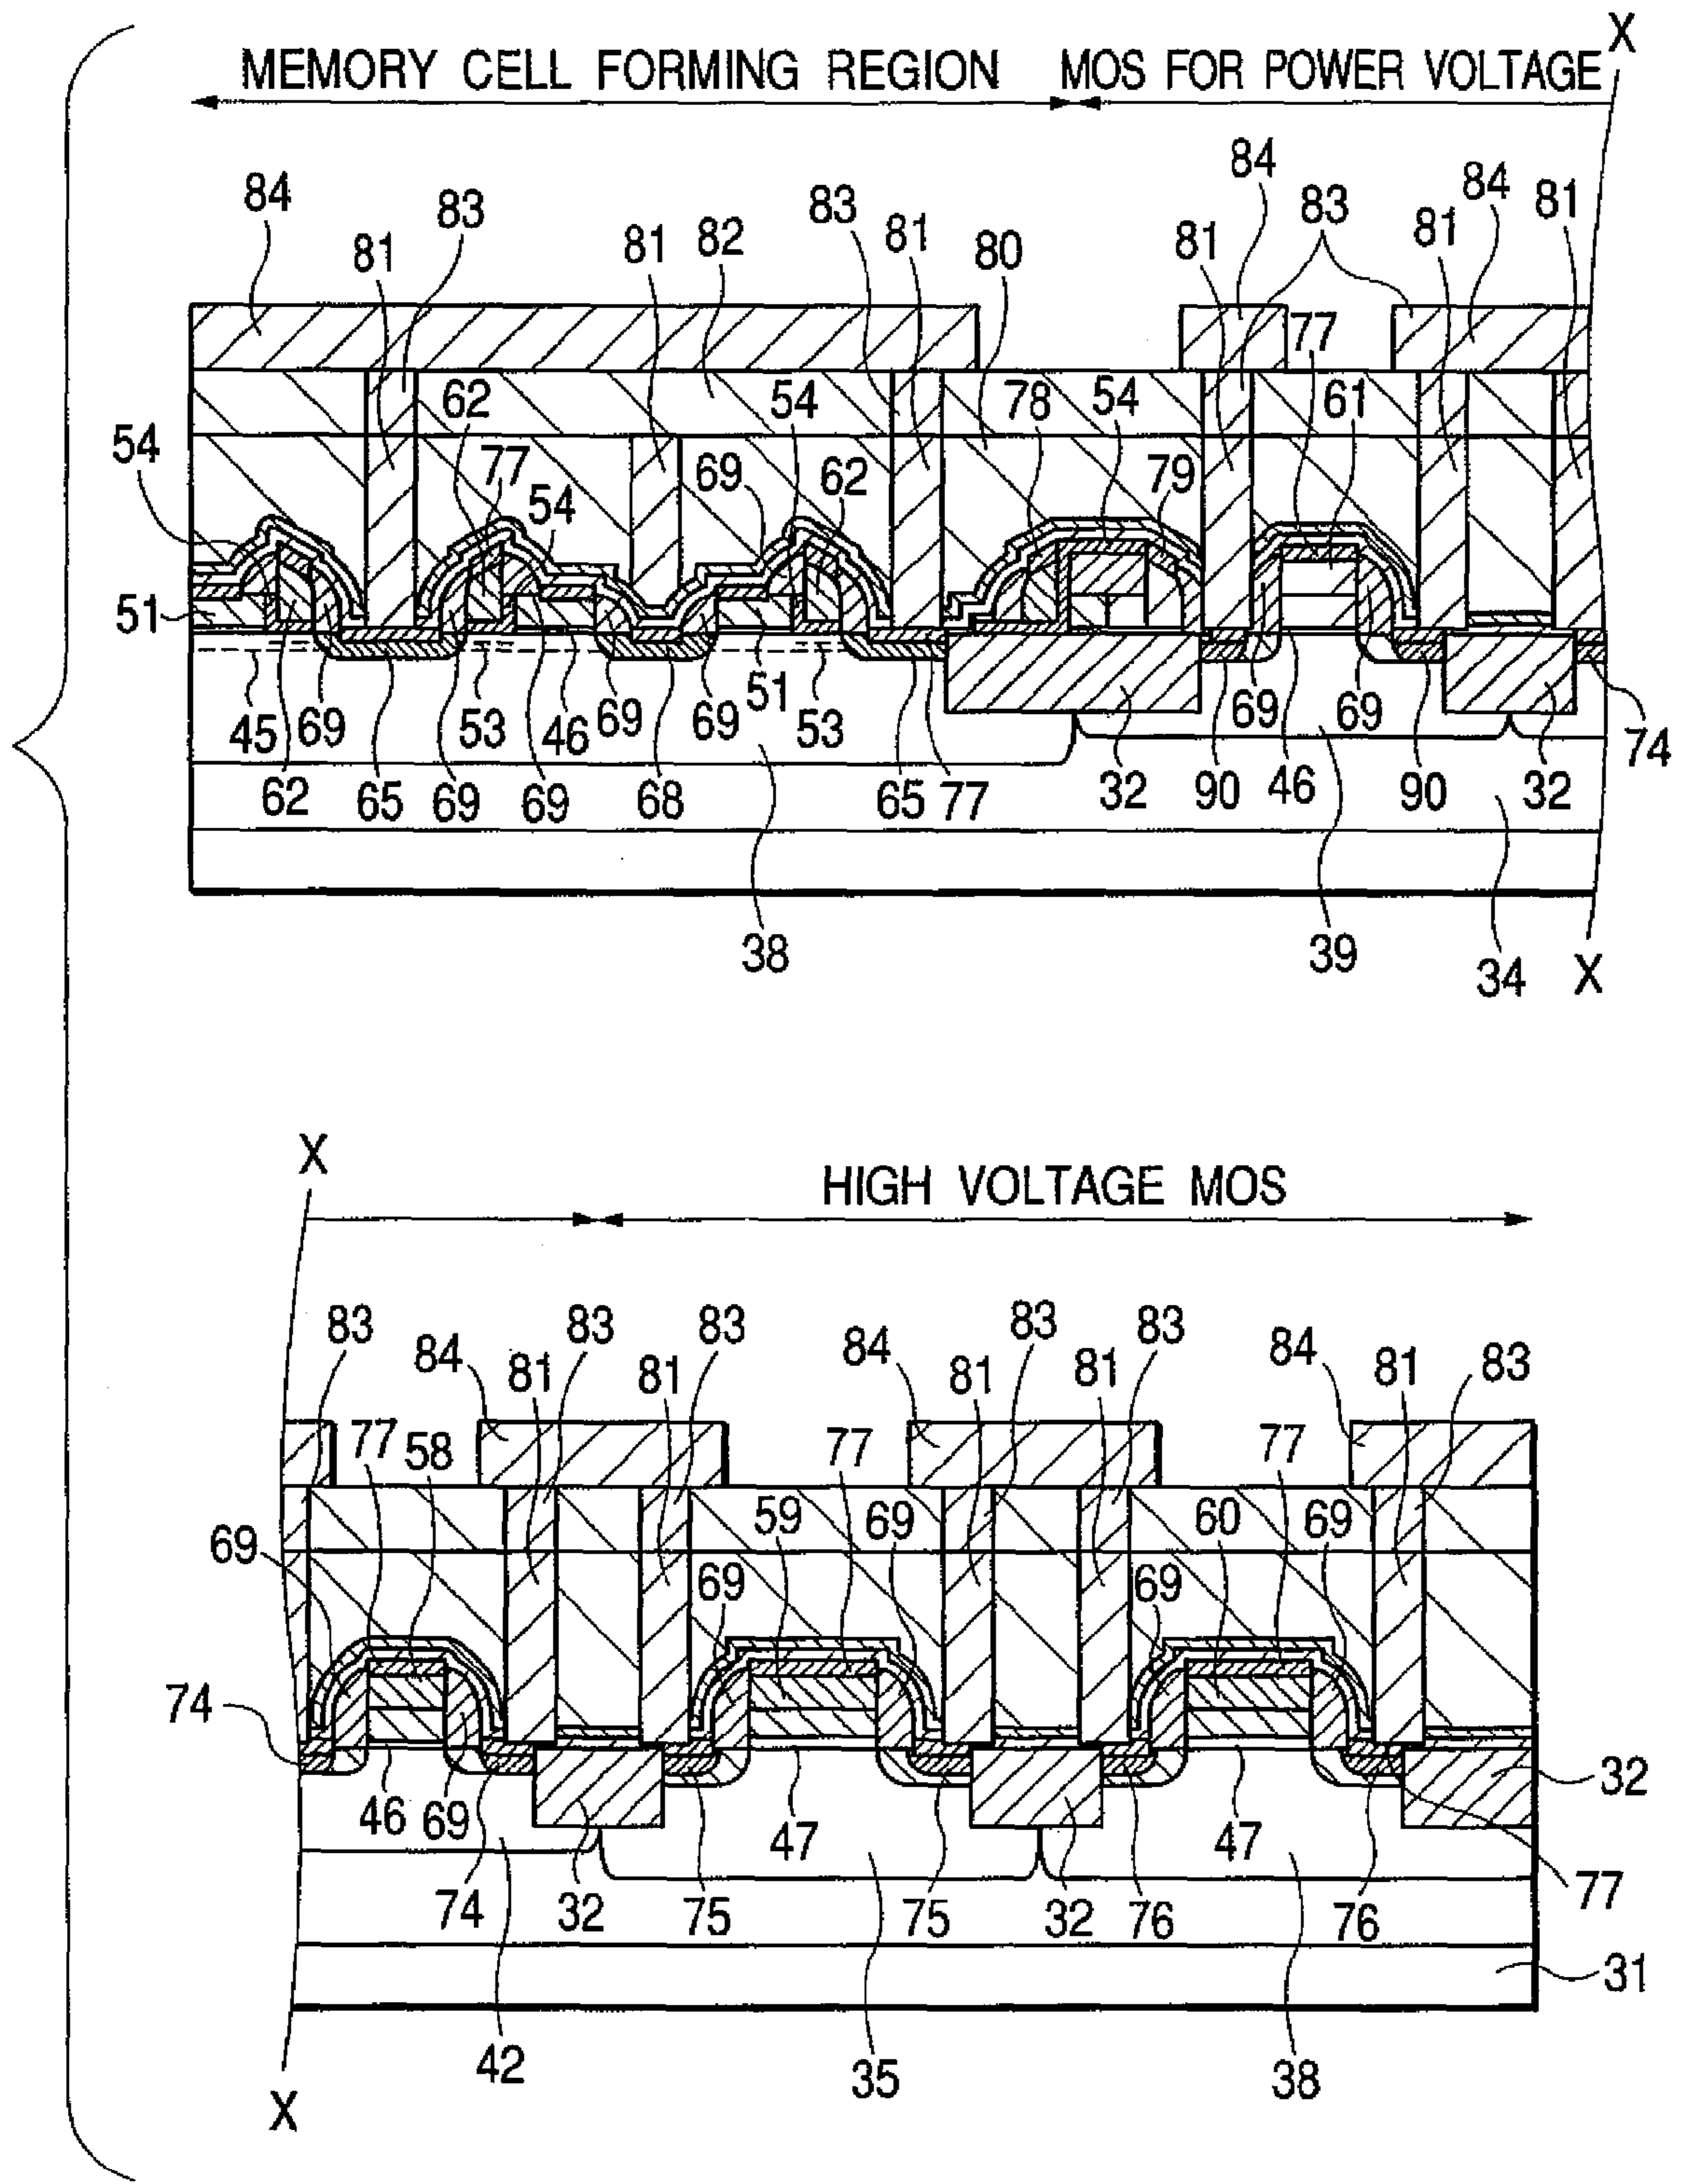 X
MEMORY CELL FORMING REGION MOS FOR POWER VOLTAGE
84 83 81 81 82 83 81 80 81 84 83 81 84 81
62 54 78 54 77 61
54 77 54 69 62 79
51
45 69 53 46 69 69 51 53 69 69 74
62 65 69 69 68 65 77 32 90 46 90 32
38 39 34 X
X
HIGH VOLTAGE MOS
83 84 81 83 81 83 84 81 83 81 83 84 81 83
77 58 77 77
69 69 59 69 69 60 69
74
46 69 47 47 32
74 32 75 75 32 76 76 77
31
42 35 38
X